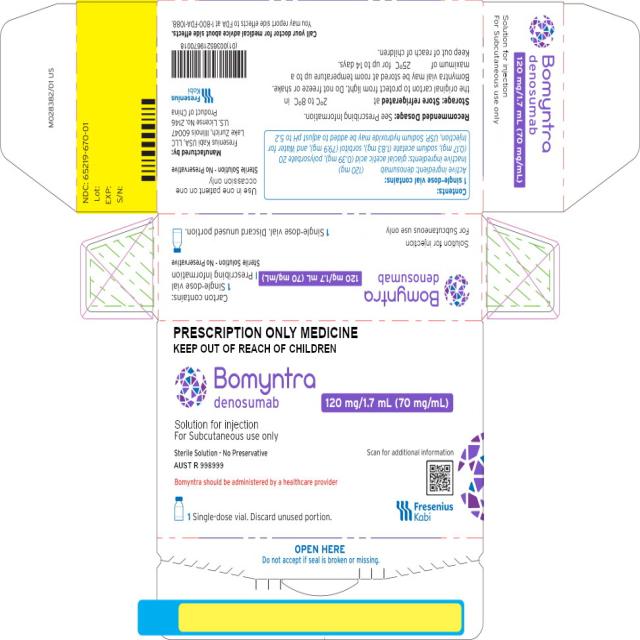 M028382/01 US
NDC: 65219-670-01
Lot:
EXP:
S/N:
Call your doctor for medical advice about side effects.
You may report side effects to FDA at 1-800-FDA-1088.
Fresenius
Kabi
Manufactured by:
Fresenius Kabi USA, LLC
Lake Zurich, Illinois 60047
U.S. License No. 2146
Product of China
Sterile Solution - No Preservative
Use in one patient on one
occasion only
Contents:
1 single-dose vial contains:
Active ingredient: denosumab (120 mg)
Inactive ingredients: glacial acetic acid (0.39 mg), polysorbate 20
(0.17 mg), sodium acetate (1.83 mg), sorbitol (79.9 mg), and Water for
Injection, USP. Sodium hydroxide may be added to adjust pH to 5.2
Recommended Dosage: See Prescribing Information.
Storage: Store refrigerated at 2°C to 8°C in
the original carton to protect from light. Do not freeze or shake.
Bomyntra vial may be stored at room temperature up to a
maximum of 25°C for up to 14 days.
Keep out of reach of children.
Bomyntra
denosumab
120 mg/1.7 mL (70 mg/mL)
Solution for injection
For Subcutaneous use only
Bomyntra
denosumab
120 mg/1.7 mL (70 mg/mL)
Solution for injection
For Subcutaneous use only
Carton contains:
1 Single-dose vial
1 Prescribing Information
Sterile Solution - No Preservative
1 Single-dose vial. Discard unused portion.
PRESCRIPTION ONLY MEDICINE
KEEP OUT OF REACH OF CHILDREN
Bomyntra
denosumab
120 mg/1.7 mL (70 mg/mL)
Solution for injection
For Subcutaneous use only
Sterile Solution - No Preservative
AUST R 998999
Bomyntra should be administered by a healthcare provider
Scan for additional information
Fresenius
Kabi
1 Single-dose vial. Discard unused portion.
OPEN HERE
Do not accept if seal is broken or missing.